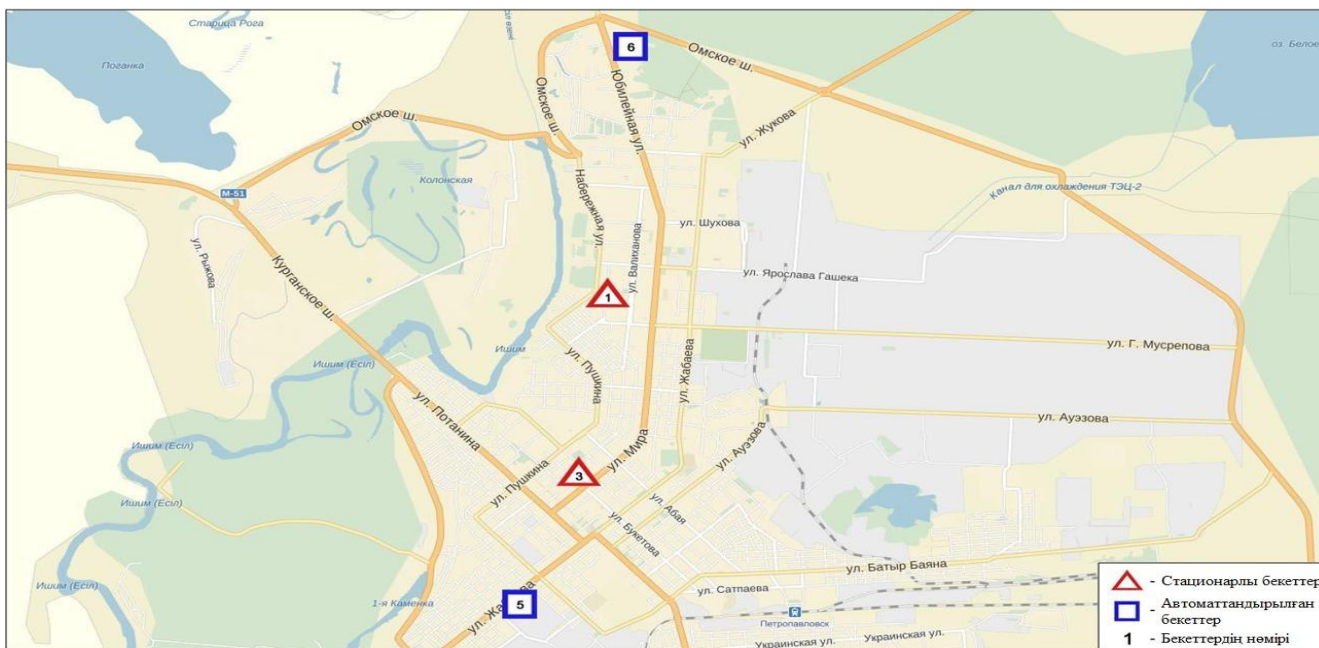 Старица Рога
Поганка
6
оз. Белое
Омское ш.
Юбилейная ул.
Омское ш.
Омское ш.
ул. Жукова
Колонская
М-51
Канал для охлаждения ТЭЦ-2
Набережная ул.
ул. Шухова
ул. Валиханова
ул. Рыжова
Курганское ш.
ул. Ярослава Гашека
1
Ишим (Есіл)
Ишим
ул. Г. Мусрепова
ул. Пушкина
ул. Жабаева
ул. Потанина
ул. Ауэзова
Ишим (Есіл)
ул. Мира
ул. Ауэзова
ул. Пушкина
3
Ишим (Есіл)
ул. Абая
ул. Букетова
ул. Батыр Баяна
Ишим (Есіл)
ул. Сатпаева
1-я Каменка
5
Петропавловск
Украинская ул.
Украинская ул.
- Стационарлы бекеттер
- Автоматтандырылған
бекеттер
1 - Бекеттердің нөмірі